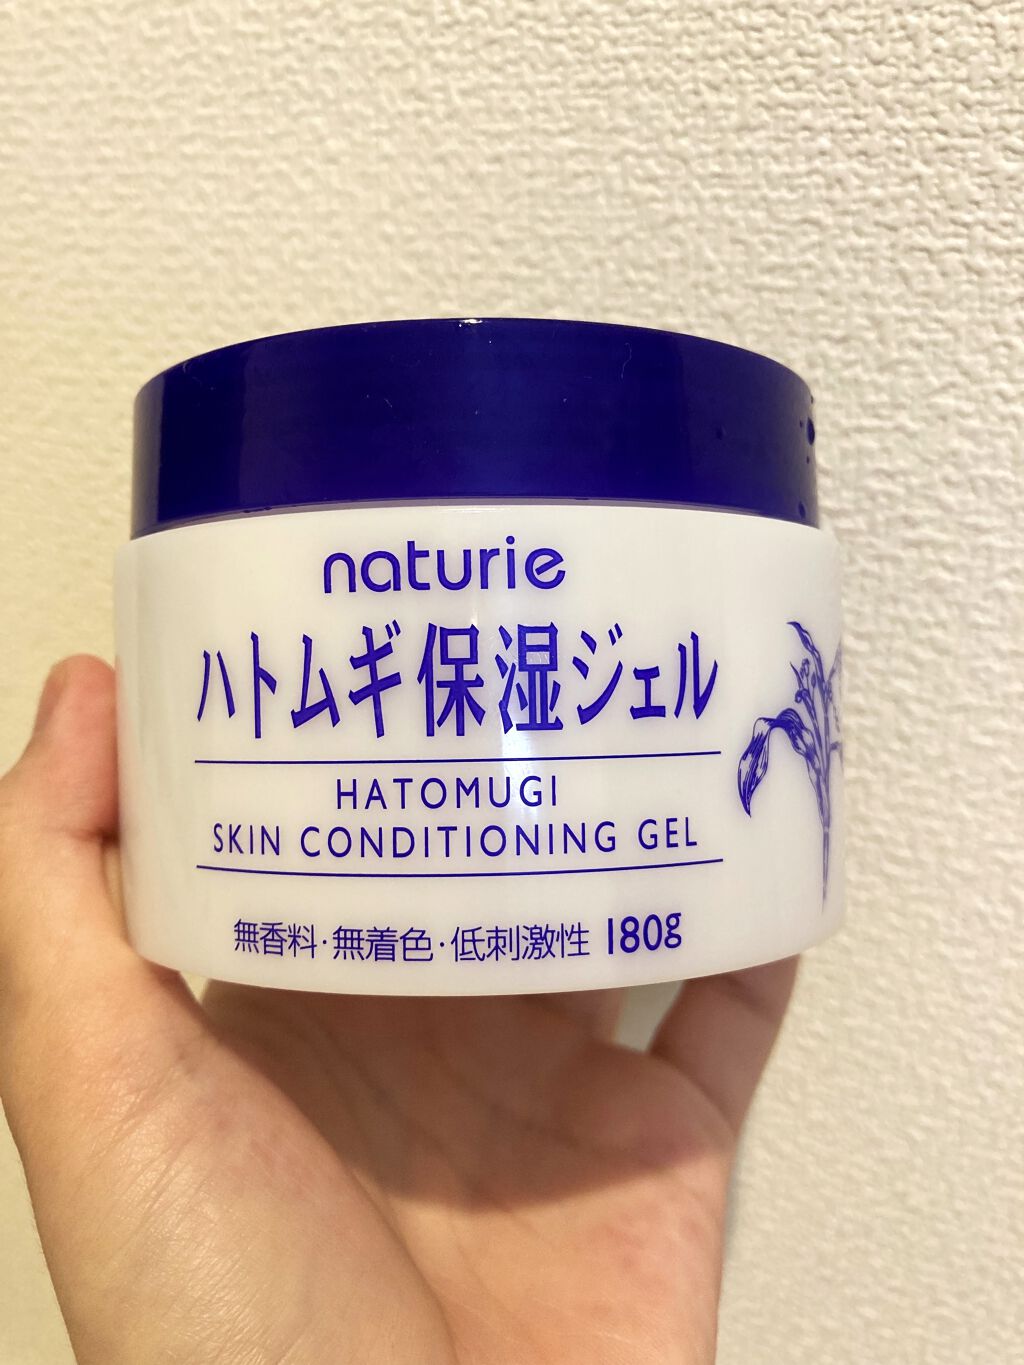 naturie
ハトムギ保湿ジェル
HATOMUGI
SKIN CONDITIONING GEL
無香料・無着色・低刺激性 180g